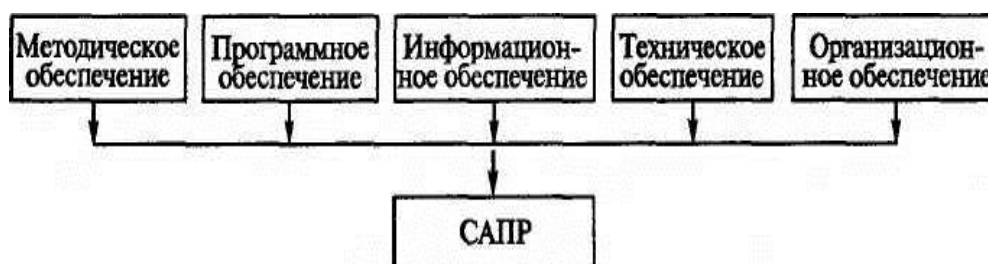 Методическое
обеспечение
Программное
обеспечение
Информацион-
ное обеспечение
Техническое
обеспечение
Организацион-
ное обеспечение
САПР